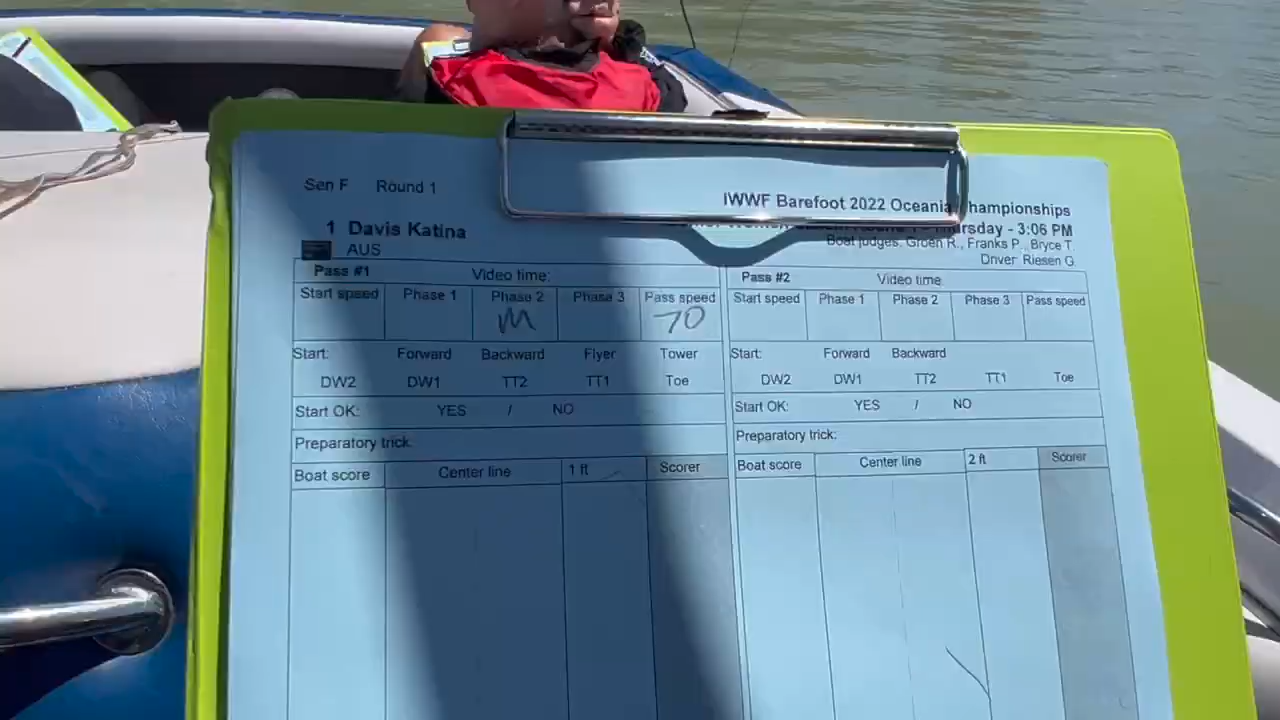 Sen F Round 1
IWWF Barefoot 2022 Oceania Championships
- 3:06 PM
1 Davis Katina
AUS
Boat judges: Groen R., Franks P., Bryce T.
Driver: Riesen G.
Pass #1 Video time:
Start speed Phase 1 Phase 2 Phase 3 Pass speed
M 70
Start: Forward Backward Flyer Tower
DW2 DW1 TT2 TT1 Toe
Start OK: YES / NO
Preparatory trick:
Boat score Center line 1 ft Scorer
Pass #2 Video time
Start speed Phase 1 Phase 2 Phase 3 Pass speed
Start: Forward Backward
DW2 DW1 TT2 TT1 Toe
Start OK: YES / NO
Preparatory trick:
Boat score Center line 2 ft Scorer